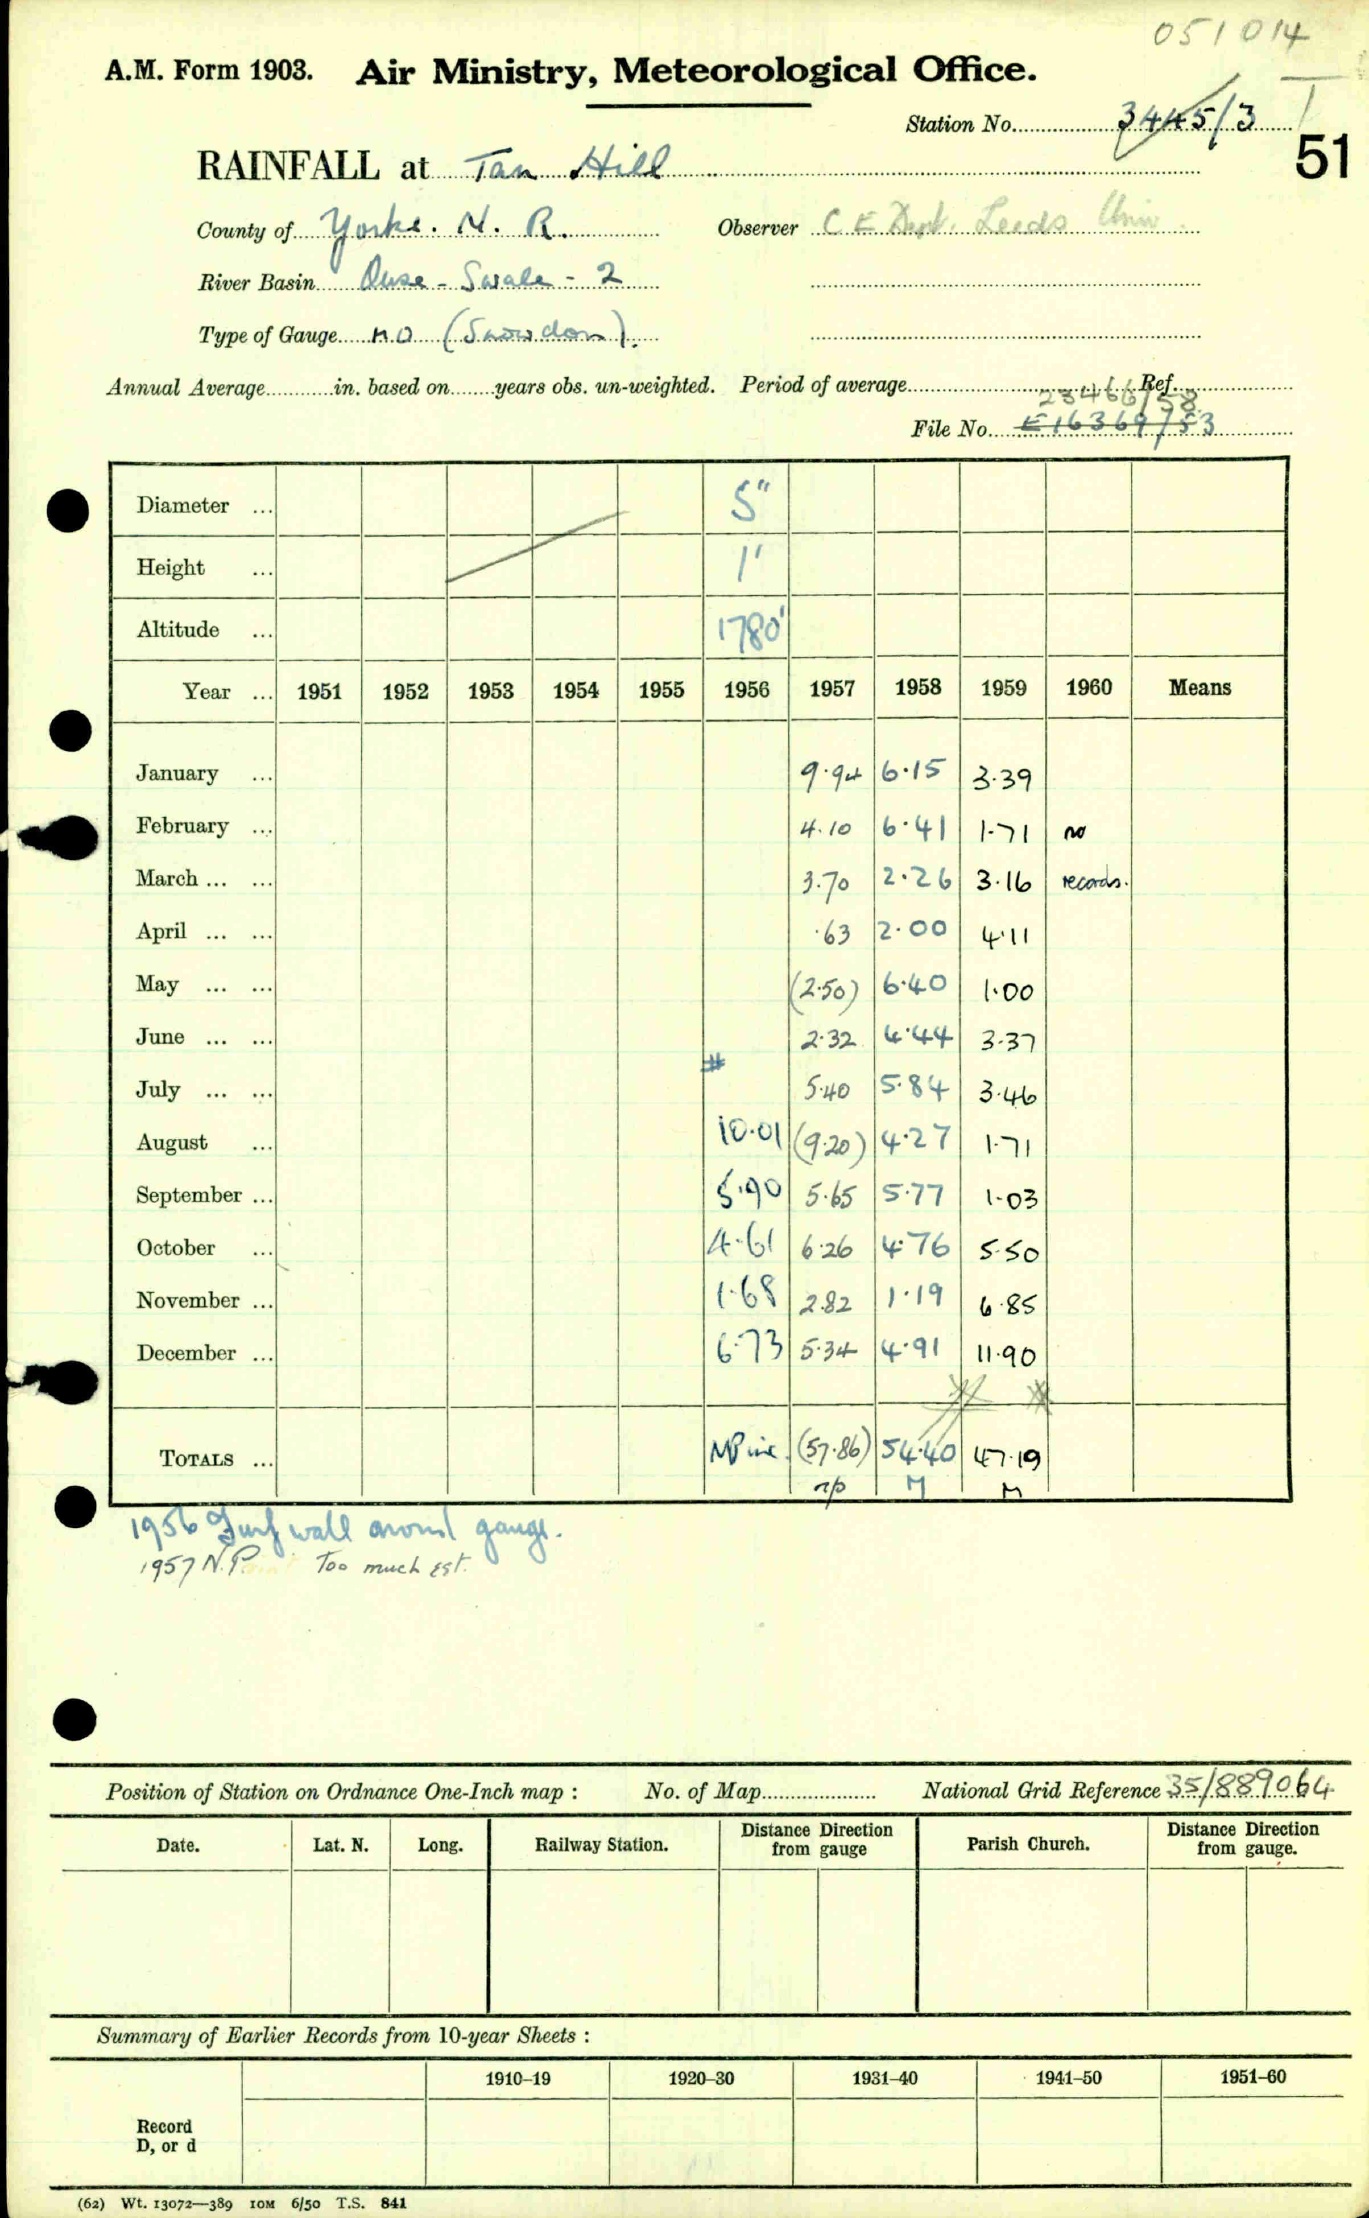 051014
1
A.M. Form 1903. Air Ministry, Meteorological Office.
Station No. 3445/3
51
RAINFALL at Tan Hill
County of Yorks. N. R. Observer C E Dept. Leeds Univ.
River Basin Ouse - Swale - 2
Type of Gauge MO (Snowdon).
Annual Average in. based on years obs. un-weighted. Period of average Ref.
23466/58
File No. E16369/53
Diameter ... 5"
Height ... 1'
Altitude ... 1780'
Year ... 1951 1952 1953 1954 1955 1956 1957 1958 1959 1960 Means
January ... 9.94 6.15 3.39
February ... 4.10 6.41 1.71 no
March ... ... 3.70 2.26 3.16 records.
April ... ... .63 2.00 4.11
May ... ... (2.50) 6.40 1.00
June ... ... 2.32 4.44 3.37
July ... ... # 5.40 5.84 3.46
August ... 10.01 (9.20) 4.27 1.71
September ... 5.90 5.65 5.77 1.03
October ... 4.61 6.26 4.76 5.50
November ... 1.68 2.82 1.19 6.85
December ... 6.73 5.34 4.91 11.90
TOTALS ... NP inc. (57.86) 54.40 47.19
np M M
1956 Turf wall around gauge.
1957 N.P. Too much Est.
Position of Station on Ordnance One-Inch map : No. of Map National Grid Reference 35/889064
Date. Lat. N. Long. Railway Station. Distance Direction from gauge Parish Church. Distance Direction from gauge.
Summary of Earlier Records from 10-year Sheets :
1910–19 1920–30 1931–40 1941–50 1951–60
Record
D, or d
(62) Wt. 13072—389 10M 6/50 T.S. 841